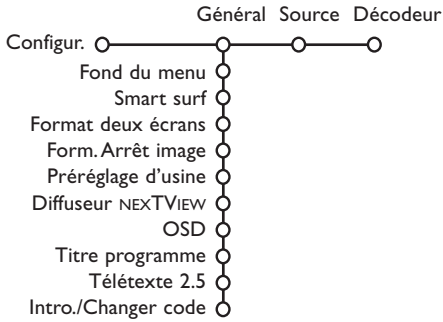 Général Source Décodeur
Configur.
Fond du menu
Smart surf
Format deux écrans
Form. Arrêt image
Préréglage d'usine
Diffuseur NEXTVIEW
OSD
Titre programme
Télétexte 2.5
Intro./Changer code